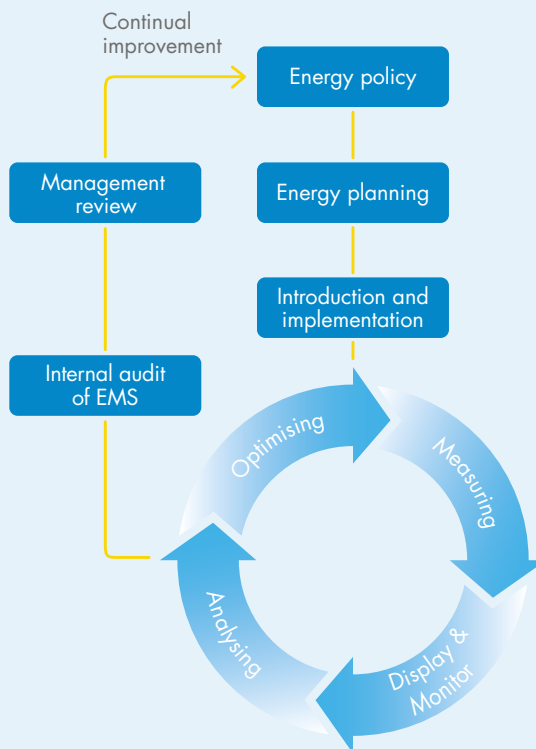 Continual
improvement
Energy policy
Management
review
Energy planning
Introduction and
implementation
Internal audit
of EMS
Optimising
Measuring
Display &
Monitor
Analysing